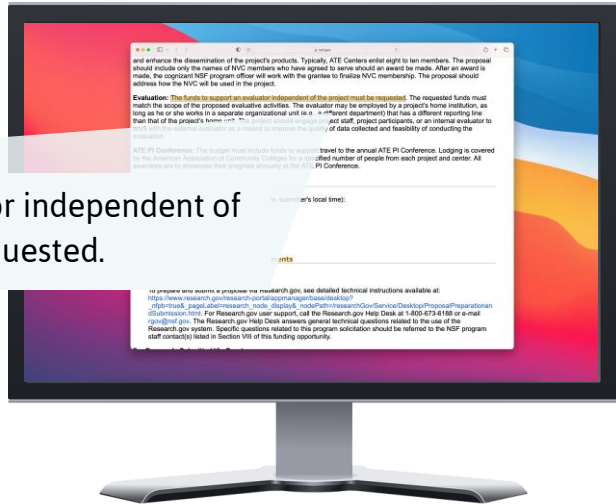 and enhance the dissemination of the project's products. Typically, ATE Centers enlist eight to ten members. The proposal
should include only the names of NVC members who have agreed to serve should an award be made. After an award is
made, the cognizant NSF program officer will work with the grantee to finalize NVC membership. The proposal should
address how the NVC will be used in the project.
Evaluation: The funds to support an evaluator independent of the project must be requested. The requested funds must
match the scope of the proposed evaluative activities. The evaluator may be employed by a project's home institution, as
long as he or she works in a separate organizational unit (e.g., a different department) that has a different reporting line
than that of the project's home unit. The project should engage project staff, project participants, or an internal evaluator to
work with the external evaluator as a means to improve the quality of data collected and feasibility of conducting the
evaluation.
ATE PI Conference: The budget must include funds to support travel to the annual ATE PI Conference. Lodging is covered
by the American Association of Community Colleges for a specified number of people from each project and center. All
awardees are to showcase their progress annually at the ATE PI Conference.
or independent of
uested.
submitter's local time):
To prepare and submit a proposal via Research.gov, see detailed technical instructions available at:
https://www.research.gov/research-portal/appmanager/base/desktop?
_nfpb=true&_pageLabel=research_node_display&_nodePath=/researchGov/Service/Desktop/ProposalPreparationan
dSubmission.html. For Research.gov user support, call the Research.gov Help Desk at 1-800-673-6188 or e-mail
rgov@nsf.gov. The Research.gov Help Desk answers general technical questions related to the use of the
Research.gov system. Specific questions related to this program solicitation should be referred to the NSF program
staff contact(s) listed in Section VIII of this funding opportunity.